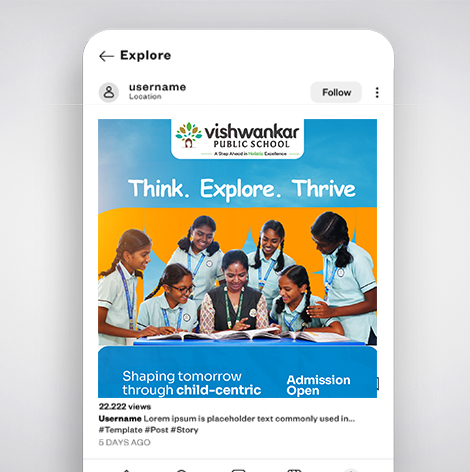 Explore
username
Location
Follow
vishwankar
PUBLIC SCHOOL
A Step Ahead in Holistic Excellence
Think. Explore. Thrive
Shaping tomorrow
through child-centric
Admission
Open
22.222 views
Username Lorem ipsum is placeholder text commonly used in...
#Template #Post #Story
5 DAYS AGO